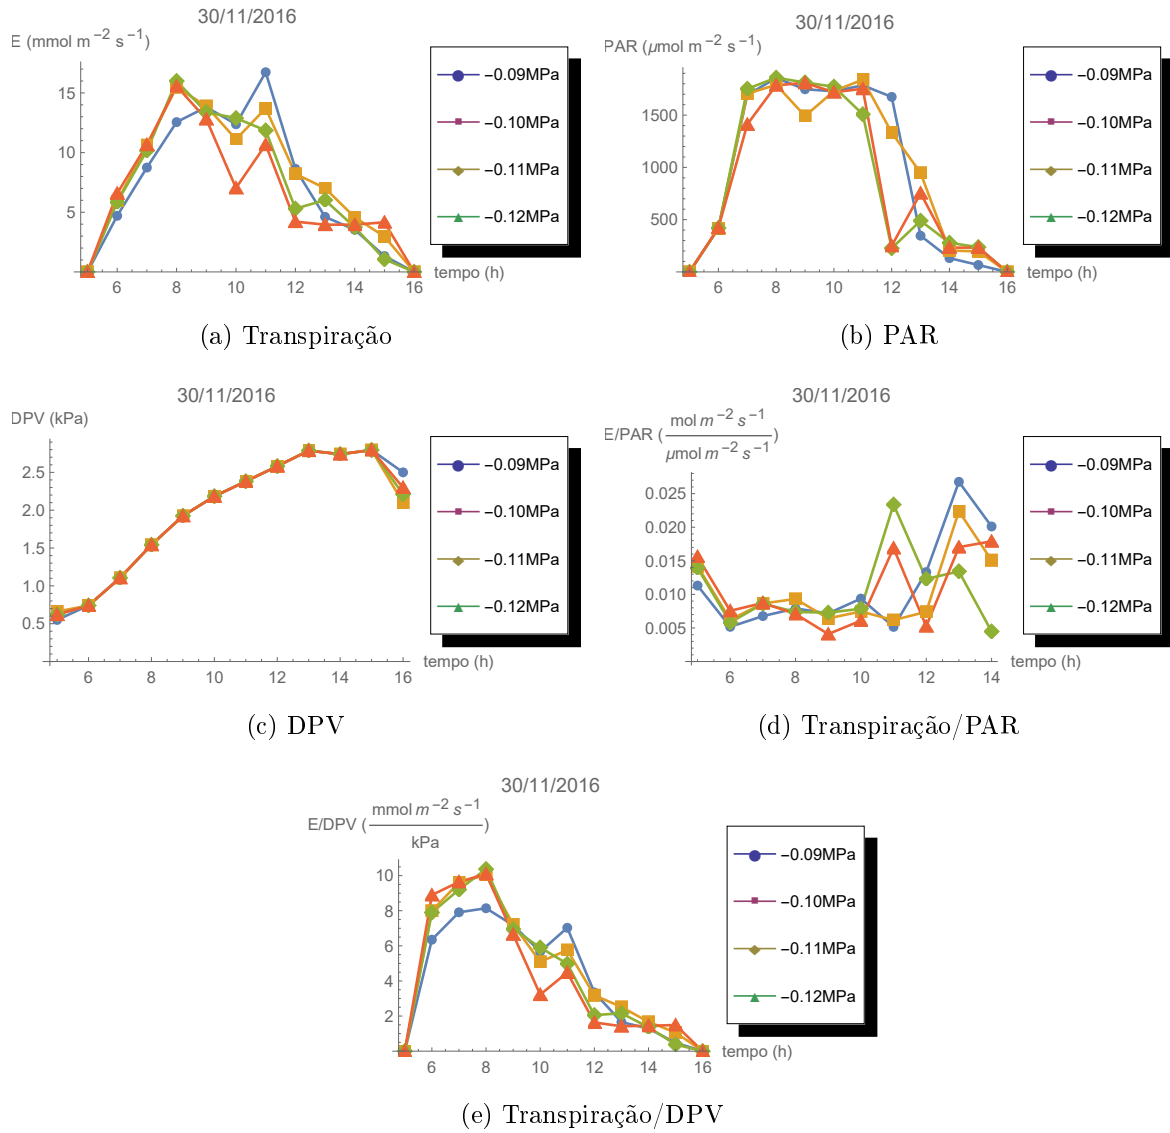 30/11/2016
E (mmol m−2 s−1)
15
10
5
6 8 10 12 14 16
tempo (h)
−0.09MPa
−0.10MPa
−0.11MPa
−0.12MPa
(a) Transpiração
30/11/2016
PAR (μmol m−2 s−1)
1500
1000
500
6 8 10 12 14 16
tempo (h)
−0.09MPa
−0.10MPa
−0.11MPa
−0.12MPa
(b) PAR
30/11/2016
DPV (kPa)
2.5
2.0
1.5
1.0
0.5
6 8 10 12 14 16
tempo (h)
−0.09MPa
−0.10MPa
−0.11MPa
−0.12MPa
(c) DPV
30/11/2016
mol m−2 s−1
E/PAR ( )
μmol m−2 s−1
0.025
0.020
0.015
0.010
0.005
6 8 10 12 14
tempo (h)
−0.09MPa
−0.10MPa
−0.11MPa
−0.12MPa
(d) Transpiração/PAR
30/11/2016
mmol m−2 s−1
E/DPV ( )
kPa
10
8
6
4
2
6 8 10 12 14 16
tempo (h)
−0.09MPa
−0.10MPa
−0.11MPa
−0.12MPa
(e) Transpiração/DPV